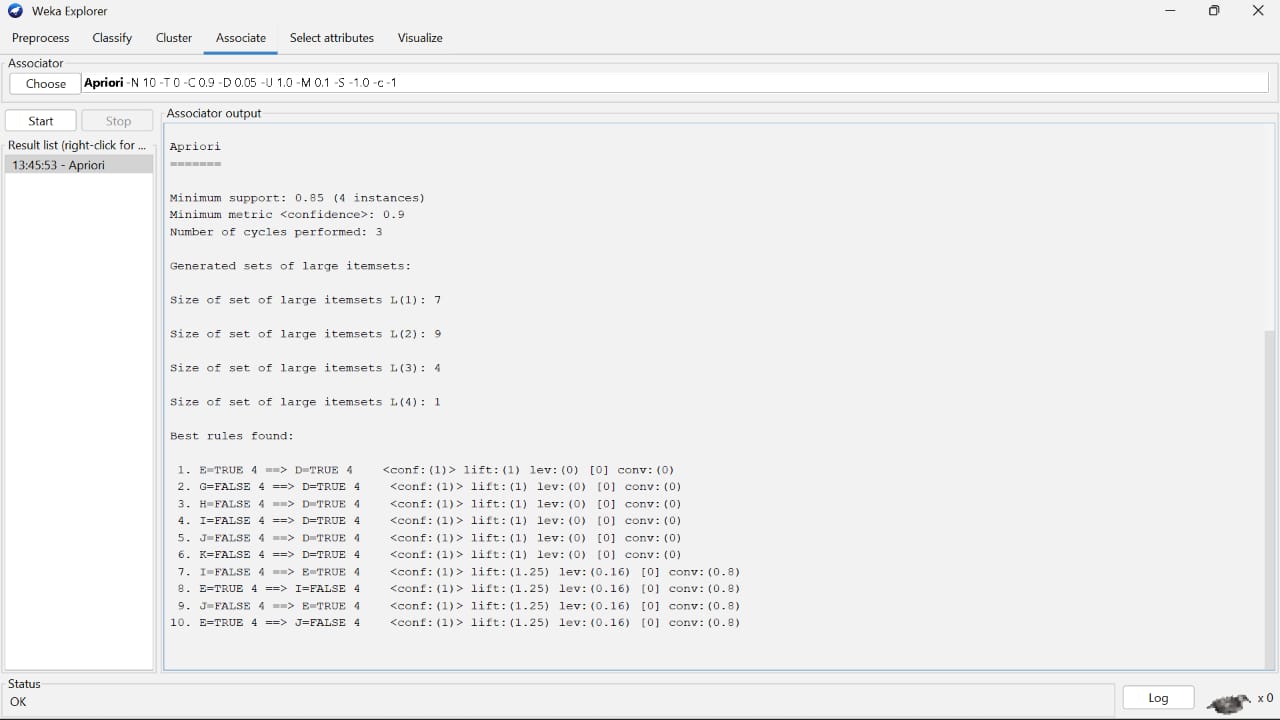 Weka Explorer
Preprocess Classify Cluster Associate Select attributes Visualize
Associator
Choose Apriori -N 10 -T 0 -C 0.9 -D 0.05 -U 1.0 -M 0.1 -S -1.0 -c -1
Start Stop
Result list (right-click for ...
13:45:53 - Apriori
Associator output
Apriori
=======
Minimum support: 0.85 (4 instances)
Minimum metric <confidence>: 0.9
Number of cycles performed: 3
Generated sets of large itemsets:
Size of set of large itemsets L(1): 7
Size of set of large itemsets L(2): 9
Size of set of large itemsets L(3): 4
Size of set of large itemsets L(4): 1
Best rules found:
1. E=TRUE 4 ==> D=TRUE 4 <conf:(1)> lift:(1) lev:(0) [0] conv:(0)
2. G=FALSE 4 ==> D=TRUE 4 <conf:(1)> lift:(1) lev:(0) [0] conv:(0)
3. H=FALSE 4 ==> D=TRUE 4 <conf:(1)> lift:(1) lev:(0) [0] conv:(0)
4. I=FALSE 4 ==> D=TRUE 4 <conf:(1)> lift:(1) lev:(0) [0] conv:(0)
5. J=FALSE 4 ==> D=TRUE 4 <conf:(1)> lift:(1) lev:(0) [0] conv:(0)
6. K=FALSE 4 ==> D=TRUE 4 <conf:(1)> lift:(1) lev:(0) [0] conv:(0)
7. I=FALSE 4 ==> E=TRUE 4 <conf:(1)> lift:(1.25) lev:(0.16) [0] conv:(0.8)
8. E=TRUE 4 ==> I=FALSE 4 <conf:(1)> lift:(1.25) lev:(0.16) [0] conv:(0.8)
9. J=FALSE 4 ==> E=TRUE 4 <conf:(1)> lift:(1.25) lev:(0.16) [0] conv:(0.8)
10. E=TRUE 4 ==> J=FALSE 4 <conf:(1)> lift:(1.25) lev:(0.16) [0] conv:(0.8)
Status
OK
Log
x 0